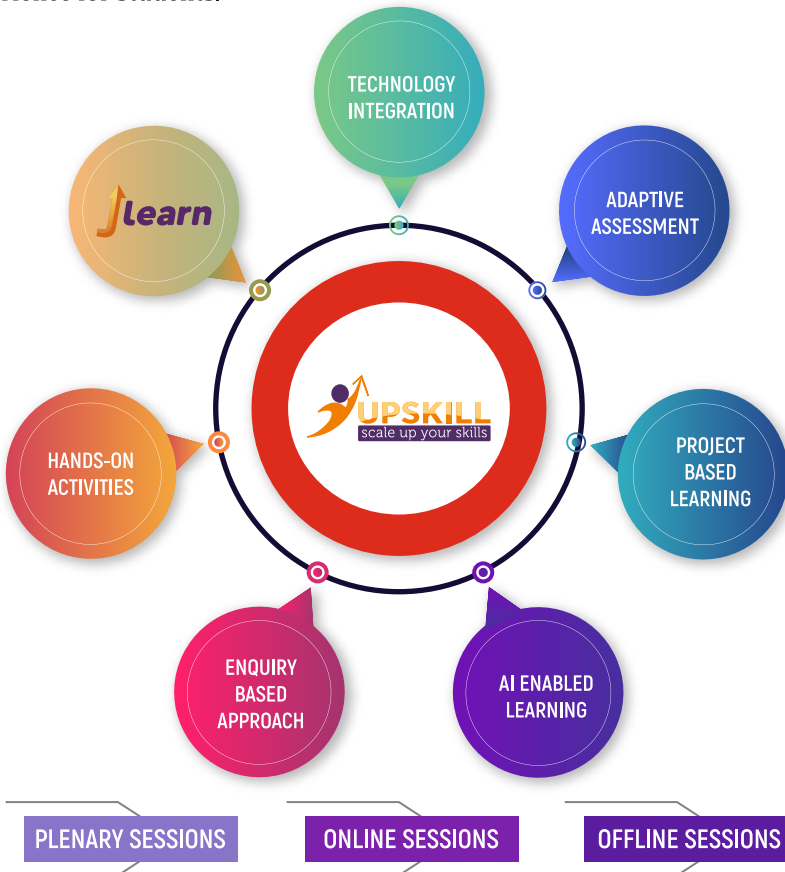 TECHNOLOGY
INTEGRATION
ADAPTIVE
ASSESSMENT
PROJECT
BASED
LEARNING
AI ENABLED
LEARNING
ENQUIRY
BASED
APPROACH
HANDS-ON
ACTIVITIES
Learn
UPSKILL
scale up your skills
PLENARY SESSIONS
ONLINE SESSIONS
OFFLINE SESSIONS